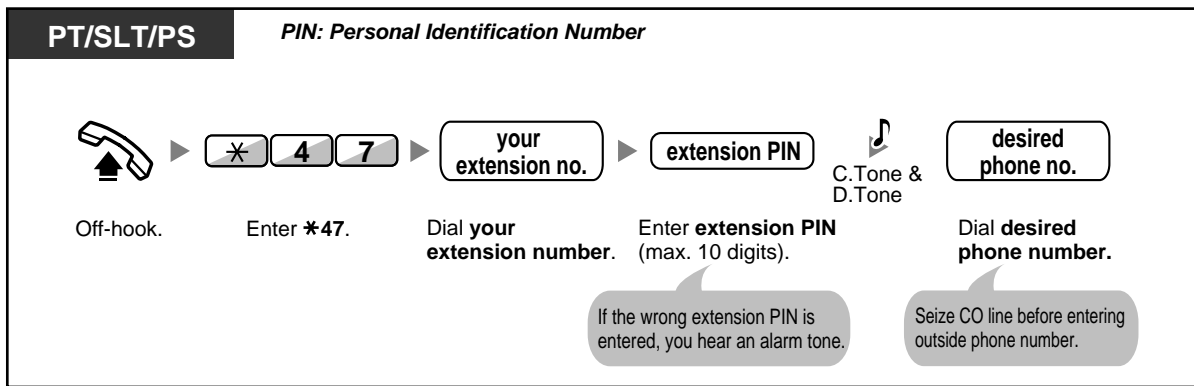 PT/SLT/PS
PIN: Personal Identification Number
* 4 7
your
extension no.
extension PIN
C.Tone &
D.Tone
desired
phone no.
Off-hook.
Enter *47.
Dial your
extension number.
Enter extension PIN
(max. 10 digits).
Dial desired
phone number.
If the wrong extension PIN is
entered, you hear an alarm tone.
Seize CO line before entering
outside phone number.